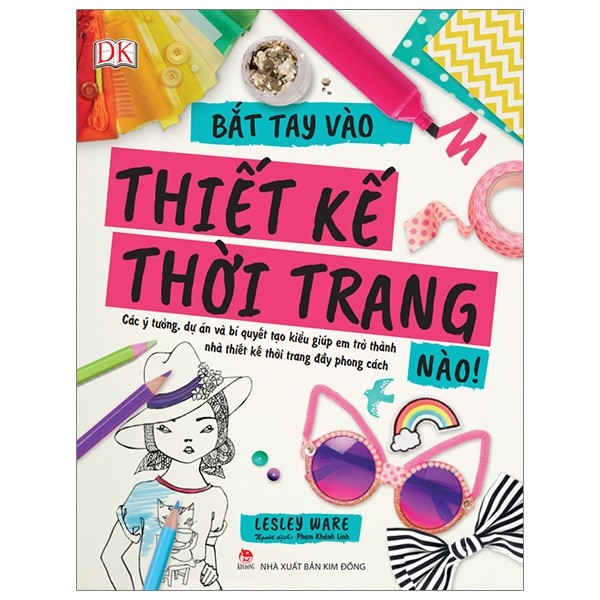 DK
BẮT TAY VÀO
THIẾT KẾ
THỜI TRANG
Các ý tưởng, dự án và bí quyết tạo kiểu giúp em trở thành
nhà thiết kế thời trang đầy phong cách
NÀO!
LESLEY WARE
Người dịch: Phạm Khánh Linh
KIM ĐỒNG
NHÀ XUẤT BẢN KIM ĐỒNG